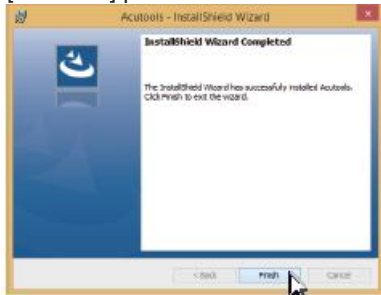 Acutools - InstallShield Wizard
InstallShield Wizard Completed
The InstallShield Wizard has successfully installed Acutools.
Click Finish to exit the wizard.
< Back Finish Cancel